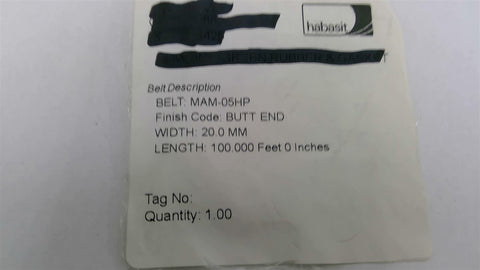 habasit
Belt Description
BELT: MAM-05HP
Finish Code: BUTT END
WIDTH: 20.0 MM
LENGTH: 100.000 Feet 0 Inches
Tag No:
Quantity: 1.00